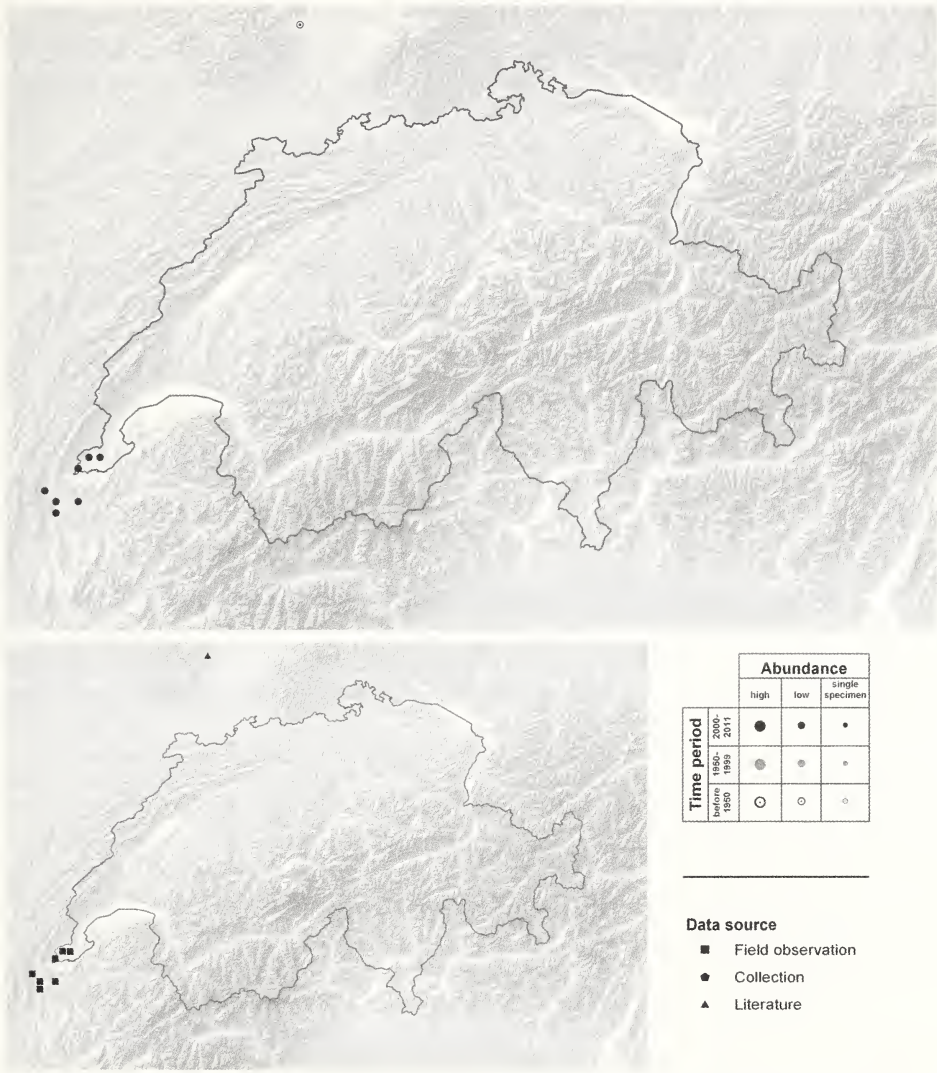 Abundance
high low single specimen
Time period
2000-2011
1950-1999
before 1950
Data source
Field observation
Collection
Literature